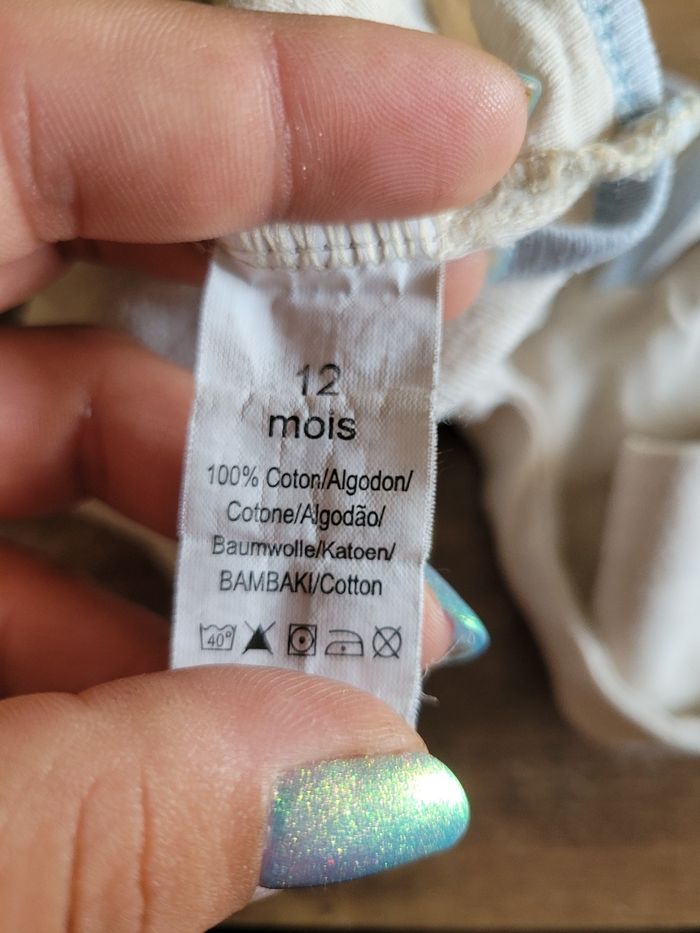 12
mois
100% Coton/Algodon/
Cotone/Algodão/
Baumwolle/Katoen/
BAMBAKI/Cotton
40°